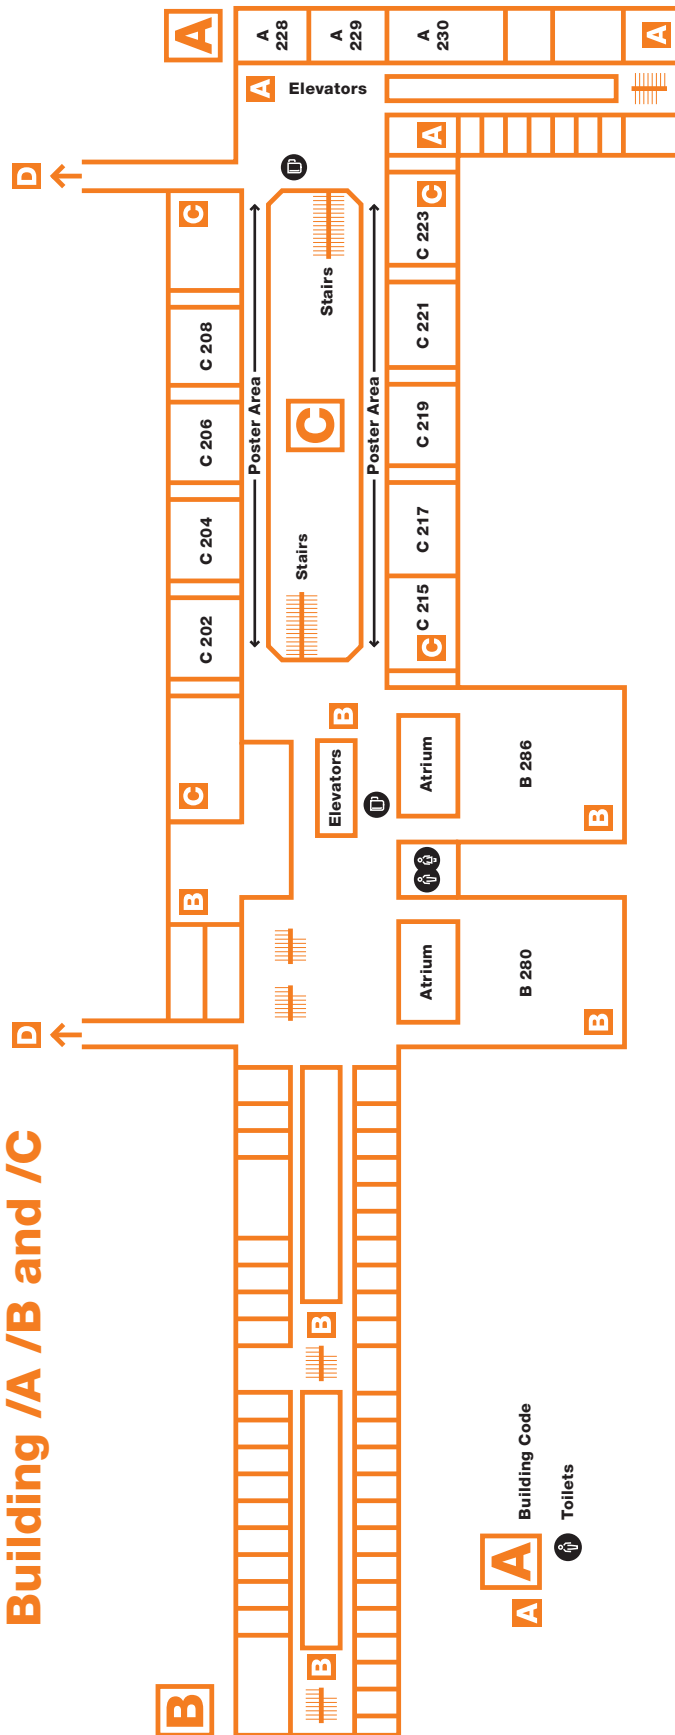 Building /A /B and /C
D
D
B
B
B
B
B
C
C 202
C 204
C 206
C 208
C
A
Poster Area
Stairs
C
Stairs
Poster Area
Elevators
B
Atrium
B 280
B
Atrium
B 286
B
C 215
C
C 217
C 219
C 221
C 223
C
A
A
Elevators
A
228
A
229
A
230
A
A
A
Building Code
Toilets